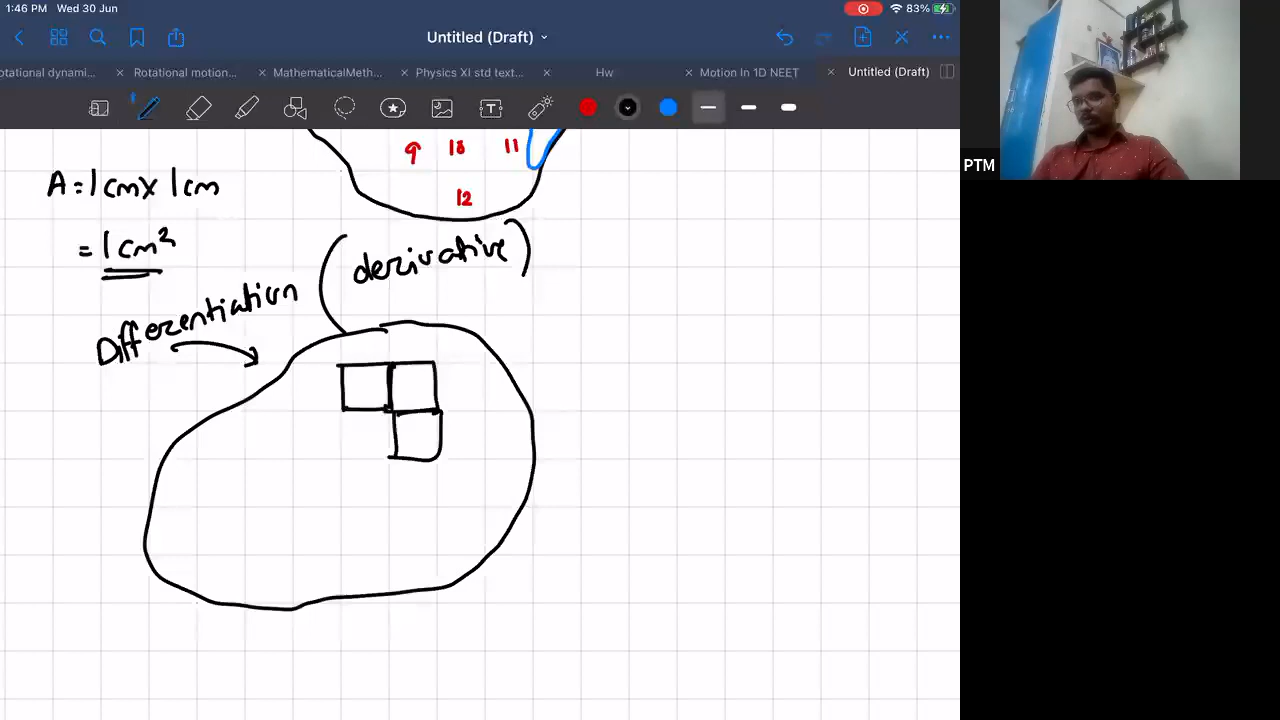 1:46 PM Wed 30 Jun
83%
Untitled (Draft)
otational dynami...
Rotational motion...
MathematicalMeth...
Physics XI std text...
Hw
Motion In 1D NEET
Untitled (Draft)
T
PTM
9 10 11
12
A = 1cm x 1cm
= 1cm²
(derivative)
Differentiation